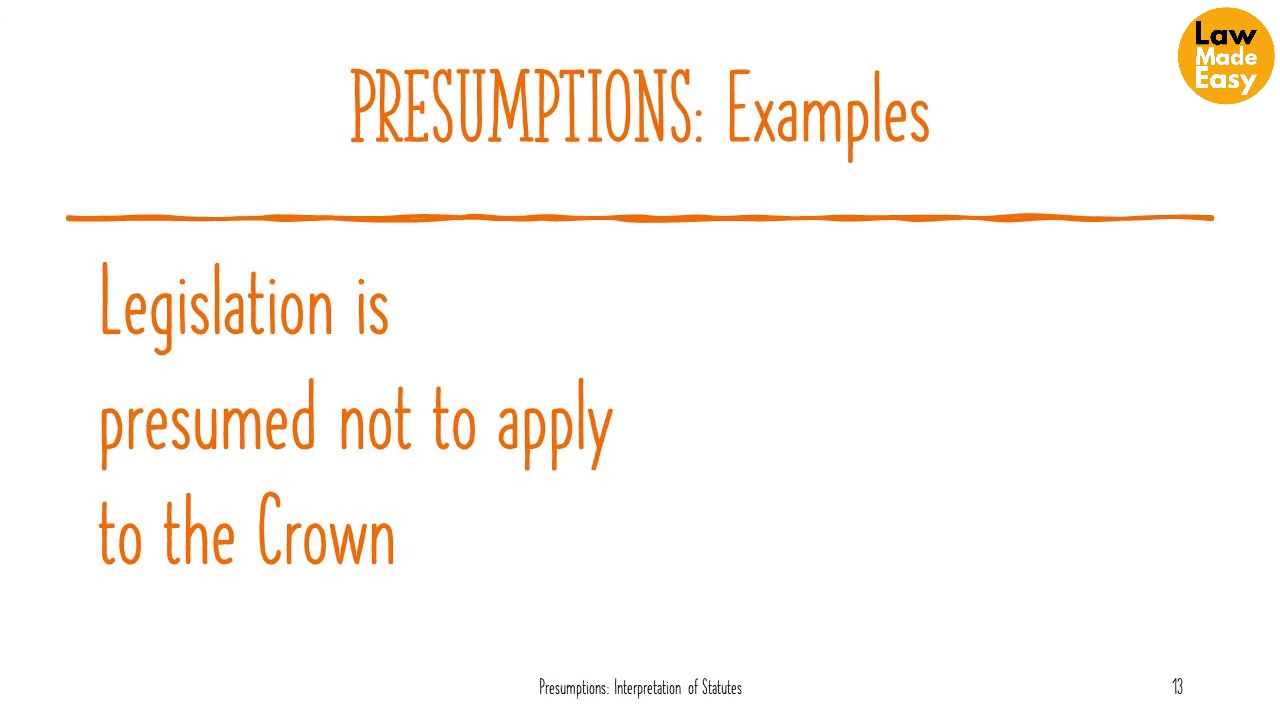 Law
Made
Easy
PRESUMPTIONS: Examples
Legislation is
presumed not to apply
to the Crown
Presumptions: Interpretation of Statutes
13